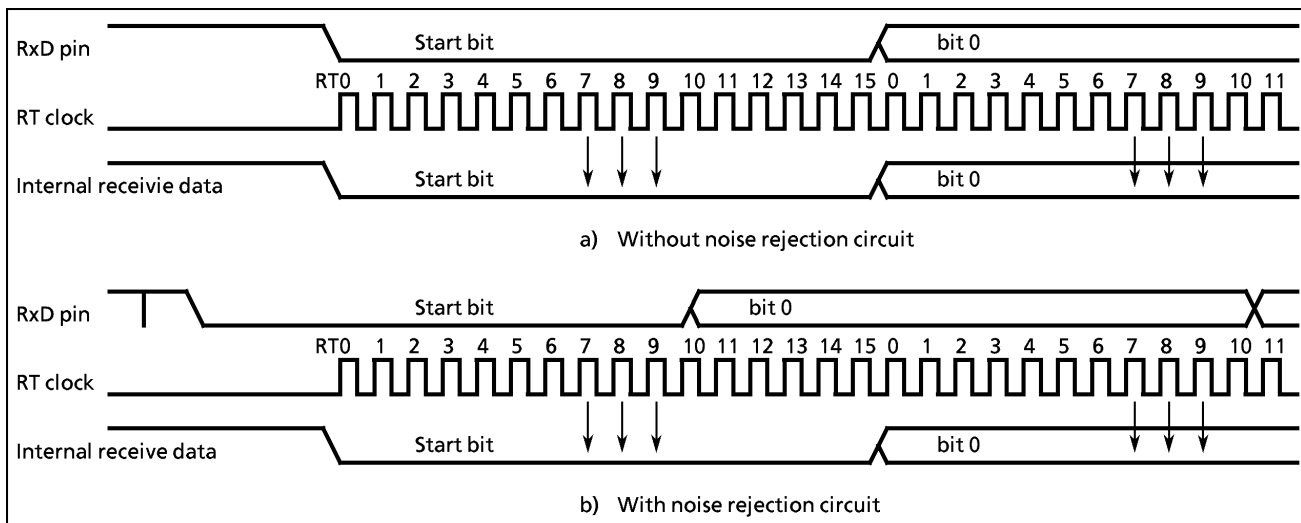 RxD pin Start bit bit 0
RT0 1 2 3 4 5 6 7 8 9 10 11 12 13 14 15 0 1 2 3 4 5 6 7 8 9 10 11
RT clock
Internal receivie data Start bit bit 0
a) Without noise rejection circuit
RxD pin Start bit bit 0
RT0 1 2 3 4 5 6 7 8 9 10 11 12 13 14 15 0 1 2 3 4 5 6 7 8 9 10 11
RT clock
Internal receive data Start bit bit 0
b) With noise rejection circuit